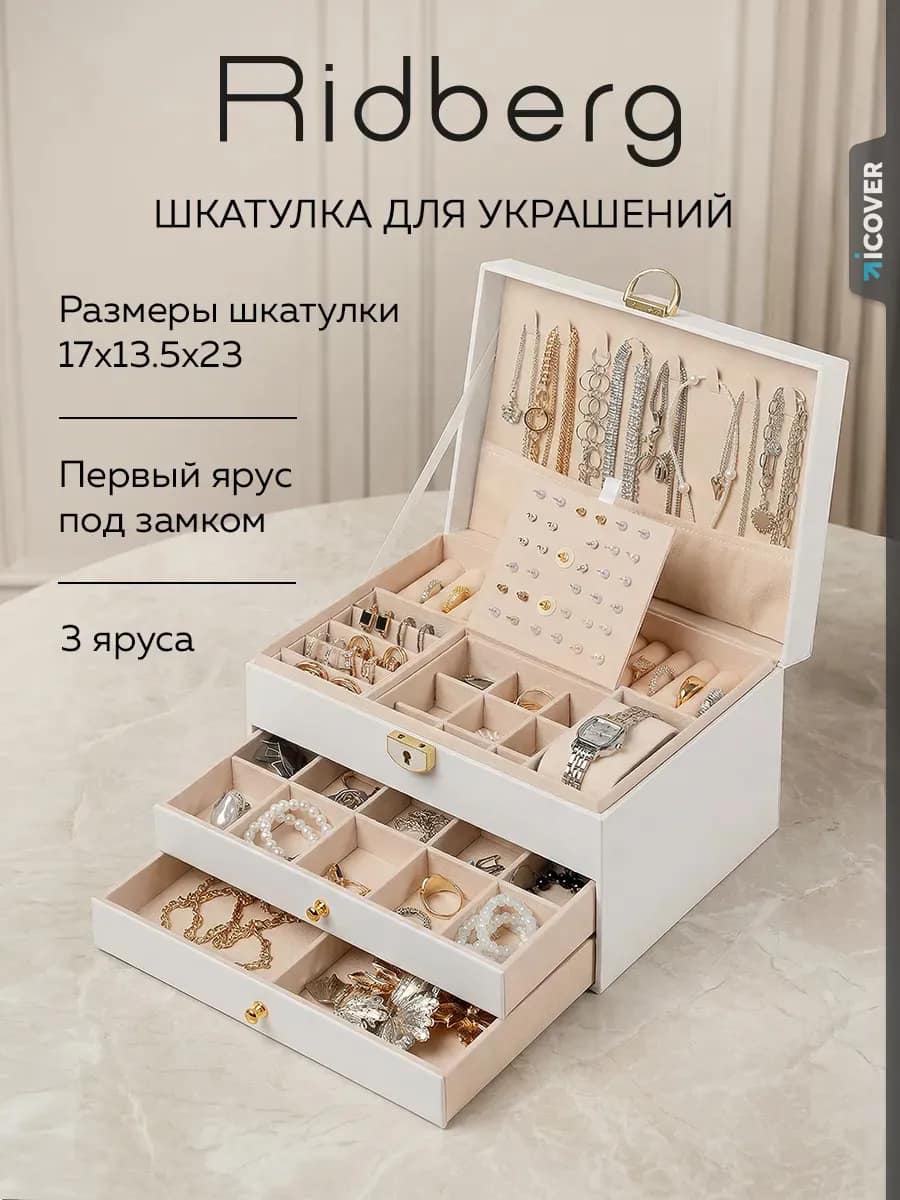 Ridberg
ШКАТУЛКА ДЛЯ УКРАШЕНИЙ
ICOVER
Размеры шкатулки
17x13.5x23
Первый ярус
под замком
3 яруса